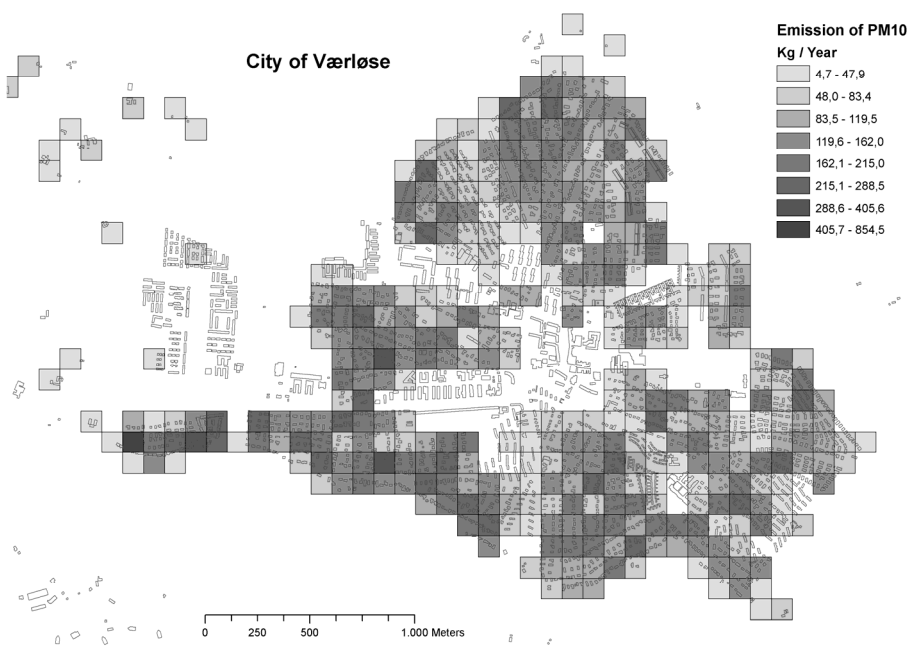 City of Værløse
Emission of PM10
Kg / Year
4,7 - 47,9
48,0 - 83,4
83,5 - 119,5
119,6 - 162,0
162,1 - 215,0
215,1 - 288,5
288,6 - 405,6
405,7 - 854,5
0 250 500 1.000 Meters